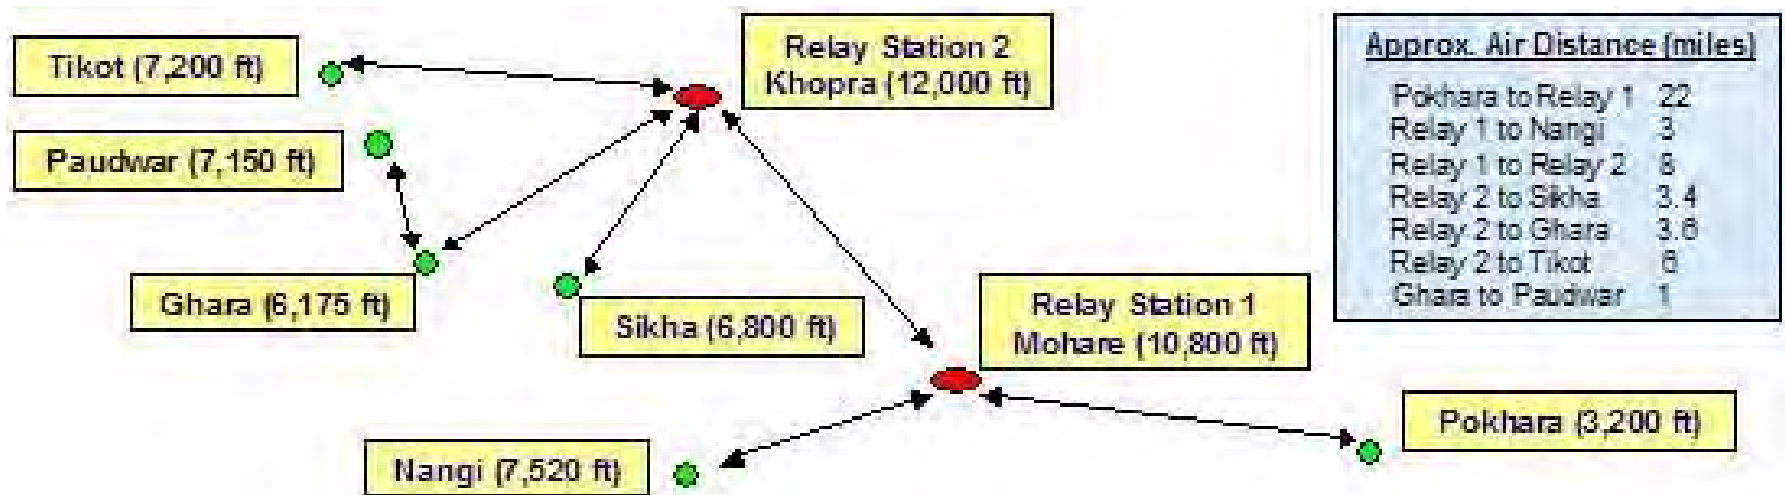 Tikot (7,200 ft)
Relay Station 2
Khopra (12,000 ft)
Paudwar (7,150 ft)
Ghara (6,175 ft)
Sikha (6,800 ft)
Relay Station 1
Mohare (10,800 ft)
Nangi (7,520 ft)
Pokhara (3,200 ft)
Approx. Air Distance (miles)
Pokhara to Relay 1 22
Relay 1 to Nangi 3
Relay 1 to Relay 2 8
Relay 2 to Sikha 3.4
Relay 2 to Ghara
Relay 2 to Tikot 6
Ghara to Paudwar 1